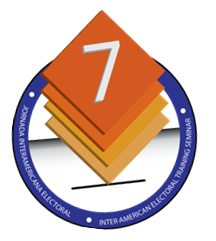 7
JORNADA INTERAMERICANA ELECTORAL
INTER-AMERICAN ELECTORAL TRAINING SEMINAR